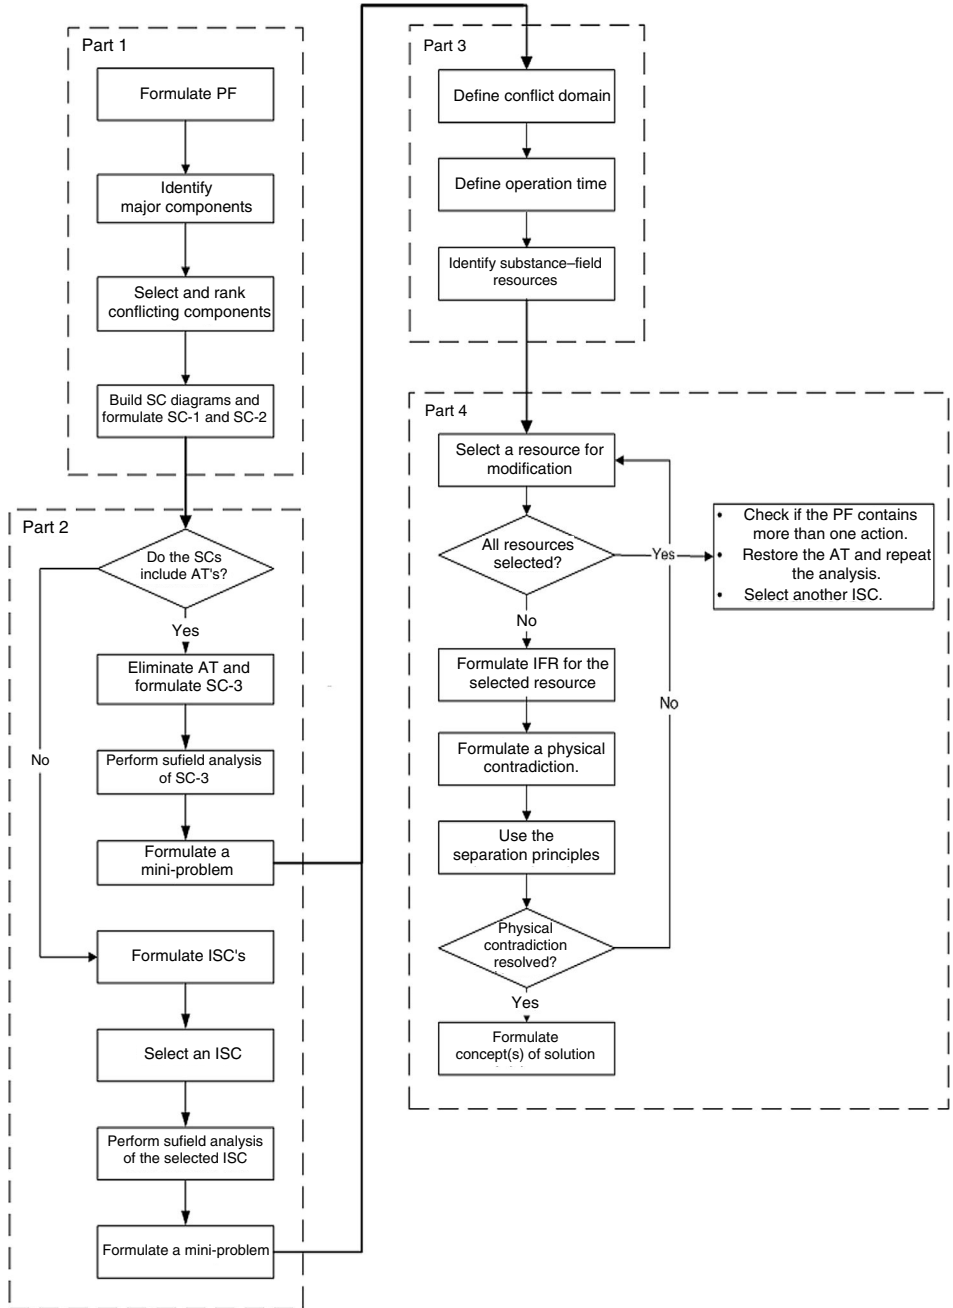 Part 1
Formulate PF
Identify
major components
Select and rank
conflicting components
Build SC diagrams and
formulate SC-1 and SC-2
Part 2
Do the SCs
include AT's?
Yes
No
Eliminate AT and
formulate SC-3
Perform sufield analysis
of SC-3
Formulate a
mini-problem
Formulate ISC's
Select an ISC
Perform sufield analysis
of the selected ISC
Formulate a mini-problem
Part 3
Define conflict domain
Define operation time
Identify substance–field
resources
Part 4
Select a resource for
modification
All resources
selected?
Yes
• Check if the PF contains
more than one action.
• Restore the AT and repeat
the analysis.
• Select another ISC.
No
Formulate IFR for the
selected resource
No
Formulate a physical
contradiction.
Use the
separation principles
Physical
contradiction
resolved?
Yes
Formulate
concept(s) of solution